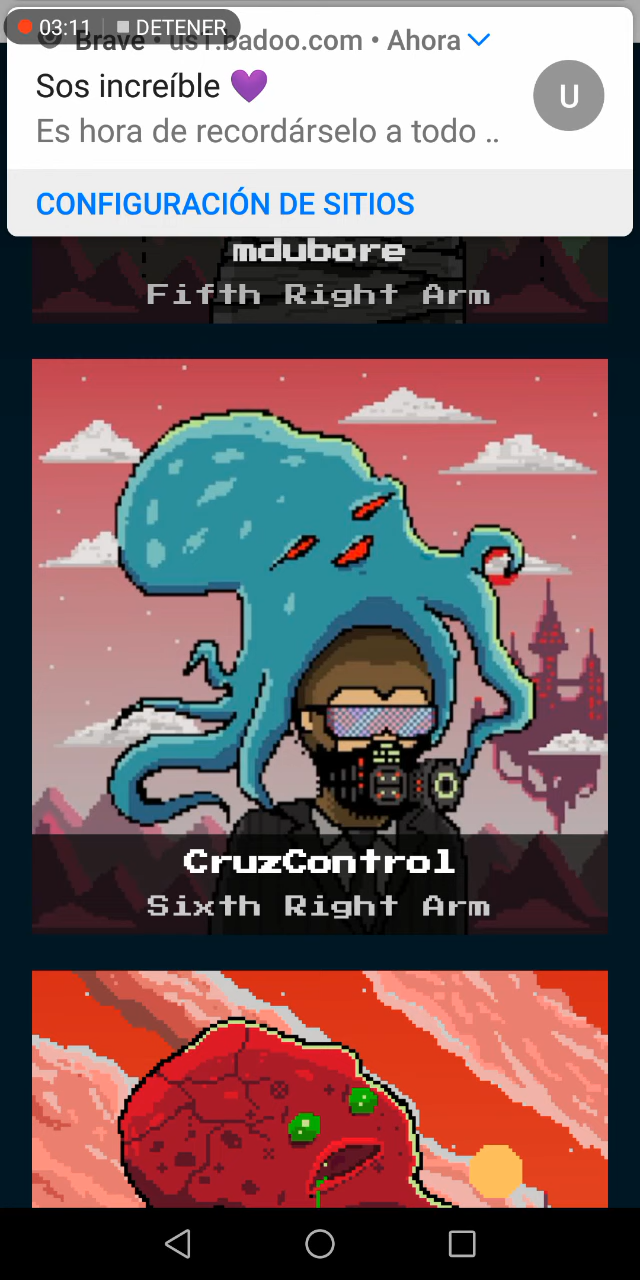 03:11 DETENER
Brave • us1.badoo.com • Ahora
Sos increíble 💜
Es hora de recordárselo a todo ..
U
CONFIGURACIÓN DE SITIOS
mdubore
Fifth Right Arm
CruzControl
Sixth Right Arm